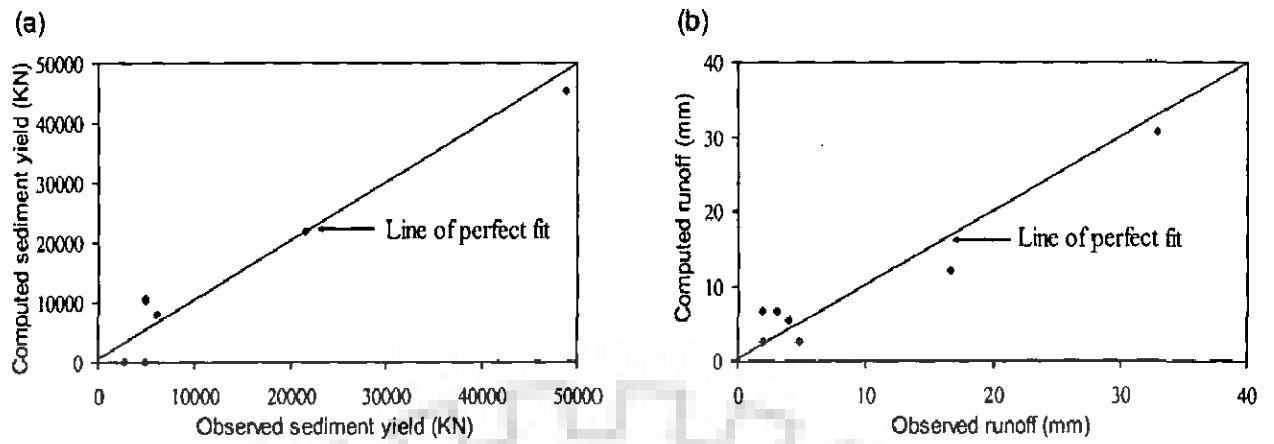 (a)
50000
40000
30000
20000
10000
0
Computed sediment yield (KN)
Line of perfect fit
0 10000 20000 30000 40000 50000
Observed sediment yield (KN)
(b)
40
30
20
10
0
Computed runoff (mm)
Line of perfect fit
0 10 20 30 40
Observed runoff (mm)